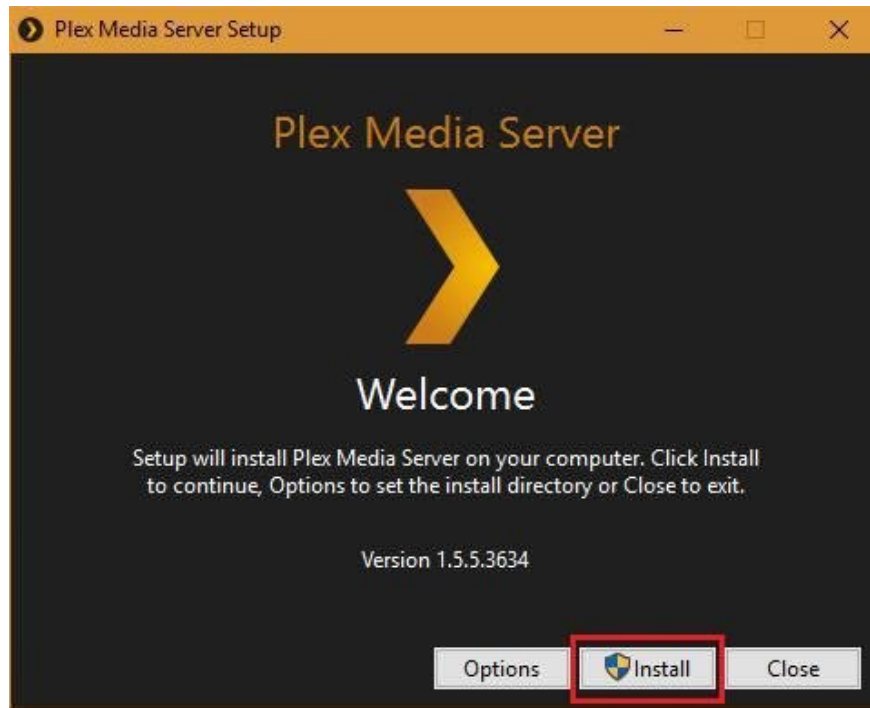 Plex Media Server Setup
Plex Media Server
Welcome
Setup will install Plex Media Server on your computer. Click Install
to continue, Options to set the install directory or Close to exit.
Version 1.5.5.3634
Options
Install
Close